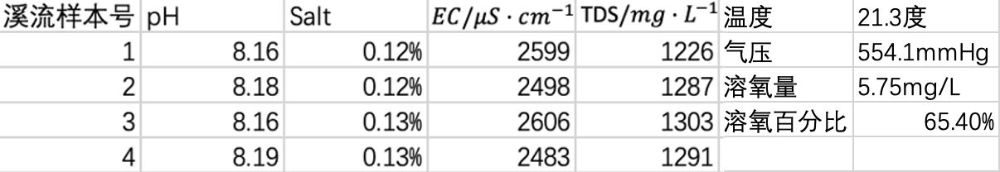 溪流样本号 pH Salt EC/μS · cm⁻¹ TDS/mg · L⁻¹ 温度 21.3度
1 8.16 0.12% 2599 1226 气压 554.1mmHg
2 8.18 0.12% 2498 1287 溶氧量 5.75mg/L
3 8.16 0.13% 2606 1303 溶氧百分比 65.40%
4 8.19 0.13% 2483 1291